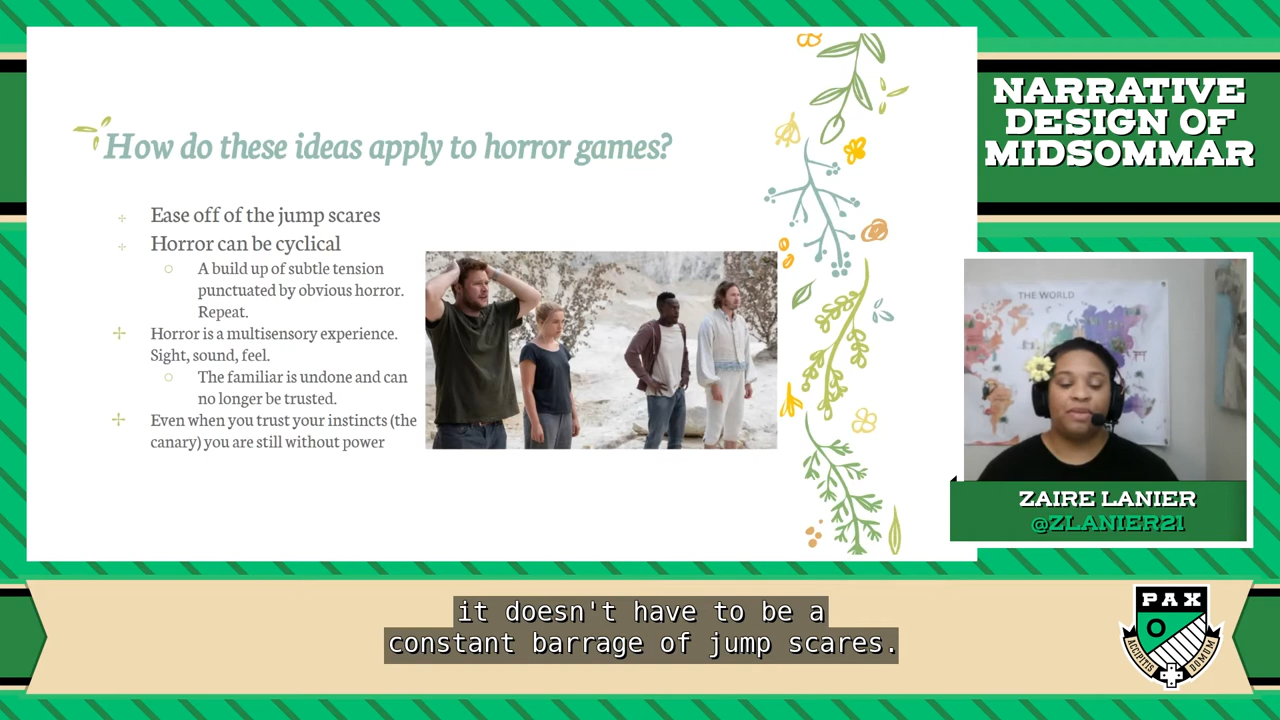 How do these ideas apply to horror games?
Ease off of the jump scares
Horror can be cyclical
A build up of subtle tension
punctuated by obvious horror.
Repeat.
Horror is a multisensory experience.
Sight, sound, feel.
The familiar is undone and can
no longer be trusted.
Even when you trust your instincts (the
canary) you are still without power
NARRATIVE
DESIGN OF
MIDSOMMAR
THE WORLD
ZAIRE LANIER
@ZLANIER21
it doesn't have to be a
constant barrage of jump scares.
PAX
ACCIPITIS
DOMUM